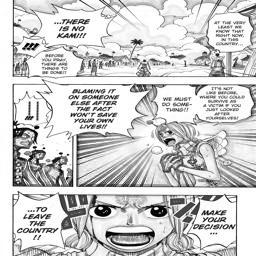 AT THE VERY
LEAST WE
KNOW THAT
RIGHT NOW,
IN THIS
COUNTRY...
...THERE
IS NO
KAMI!!
BEFORE
YOU PRAY,
THERE ARE
THINGS TO
BE DONE!!
IT'S NOT
LIKE BEFORE,
WHERE YOU COULD
SURVIVE AS
A VICTIM IF YOU
JUST LOOKED
AFTER
YOURSELVES!
WE MUST
DO SOME-
THING!!
BLAMING IT
ON SOMEONE
ELSE AFTER
THE FACT
WON'T SAVE
YOUR OWN
LIVES!!
MAKE
YOUR
DECISION
...
...TO
LEAVE
THE
COUNTRY
!!